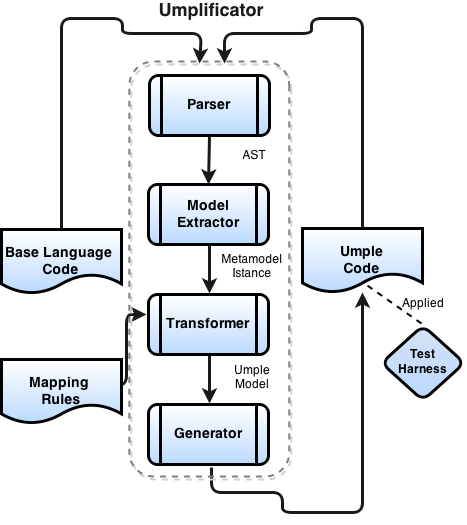 Umplificator
Parser
AST
Model
Extractor
Metamodel
Istance
Base Language
Code
Umple
Code
Applied
Transformer
Test
Harness
Umple
Model
Mapping
Rules
Generator